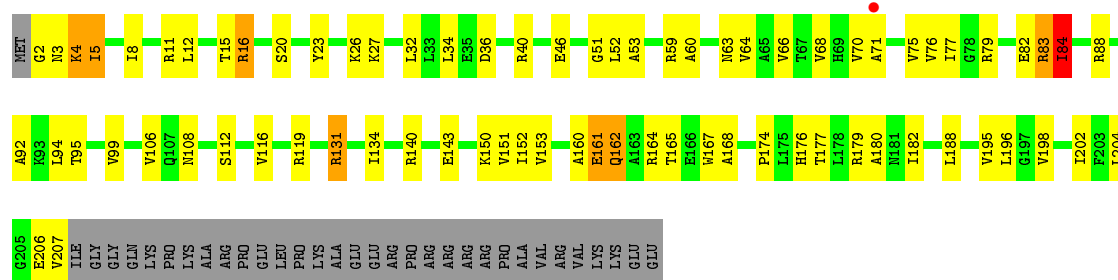 MET G2 N3 K4 I5 I8 R11 L12 T15 R16 S20 Y23 K26 K27 L32 L33 L34 E35 D36 R40 E46 G51 L52 A53 R59 A60 N63 V64 A65 V66 T67 V68 H69 V70 A71 V75 V76 I77 G78 R79 E82 R83 I84 R88
A92 K93 L94 T95 V99 V106 Q107 N108 S112 V116 R119 R131 I134 R140 E143 K150 V151 I152 V153 A160 E161 Q162 A163 R164 T165 E166 W167 A168 P174 L175 H176 T177 L178 R179 A180 N181 I182 L188 V195 L196 G197 V198 I202 F203 L204
G205 E206 V207 ILE GLY GLY GLN LYS PRO LYS ALA ARG PRO GLU LEU PRO LYS ALA GLU GLU ARG PRO ARG ARG ARG ARG PRO ALA VAL ARG VAL LYS LYS GLU GLU